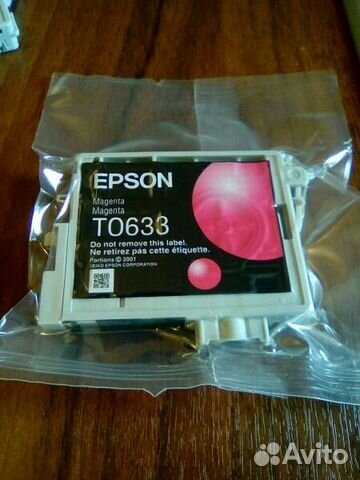 EPSON
Magenta
Magenta
T0633
Do not remove this label.
Ne retirez pas cette étiquette.
Portions © 2001
SEIKO EPSON CORPORATION
Avito